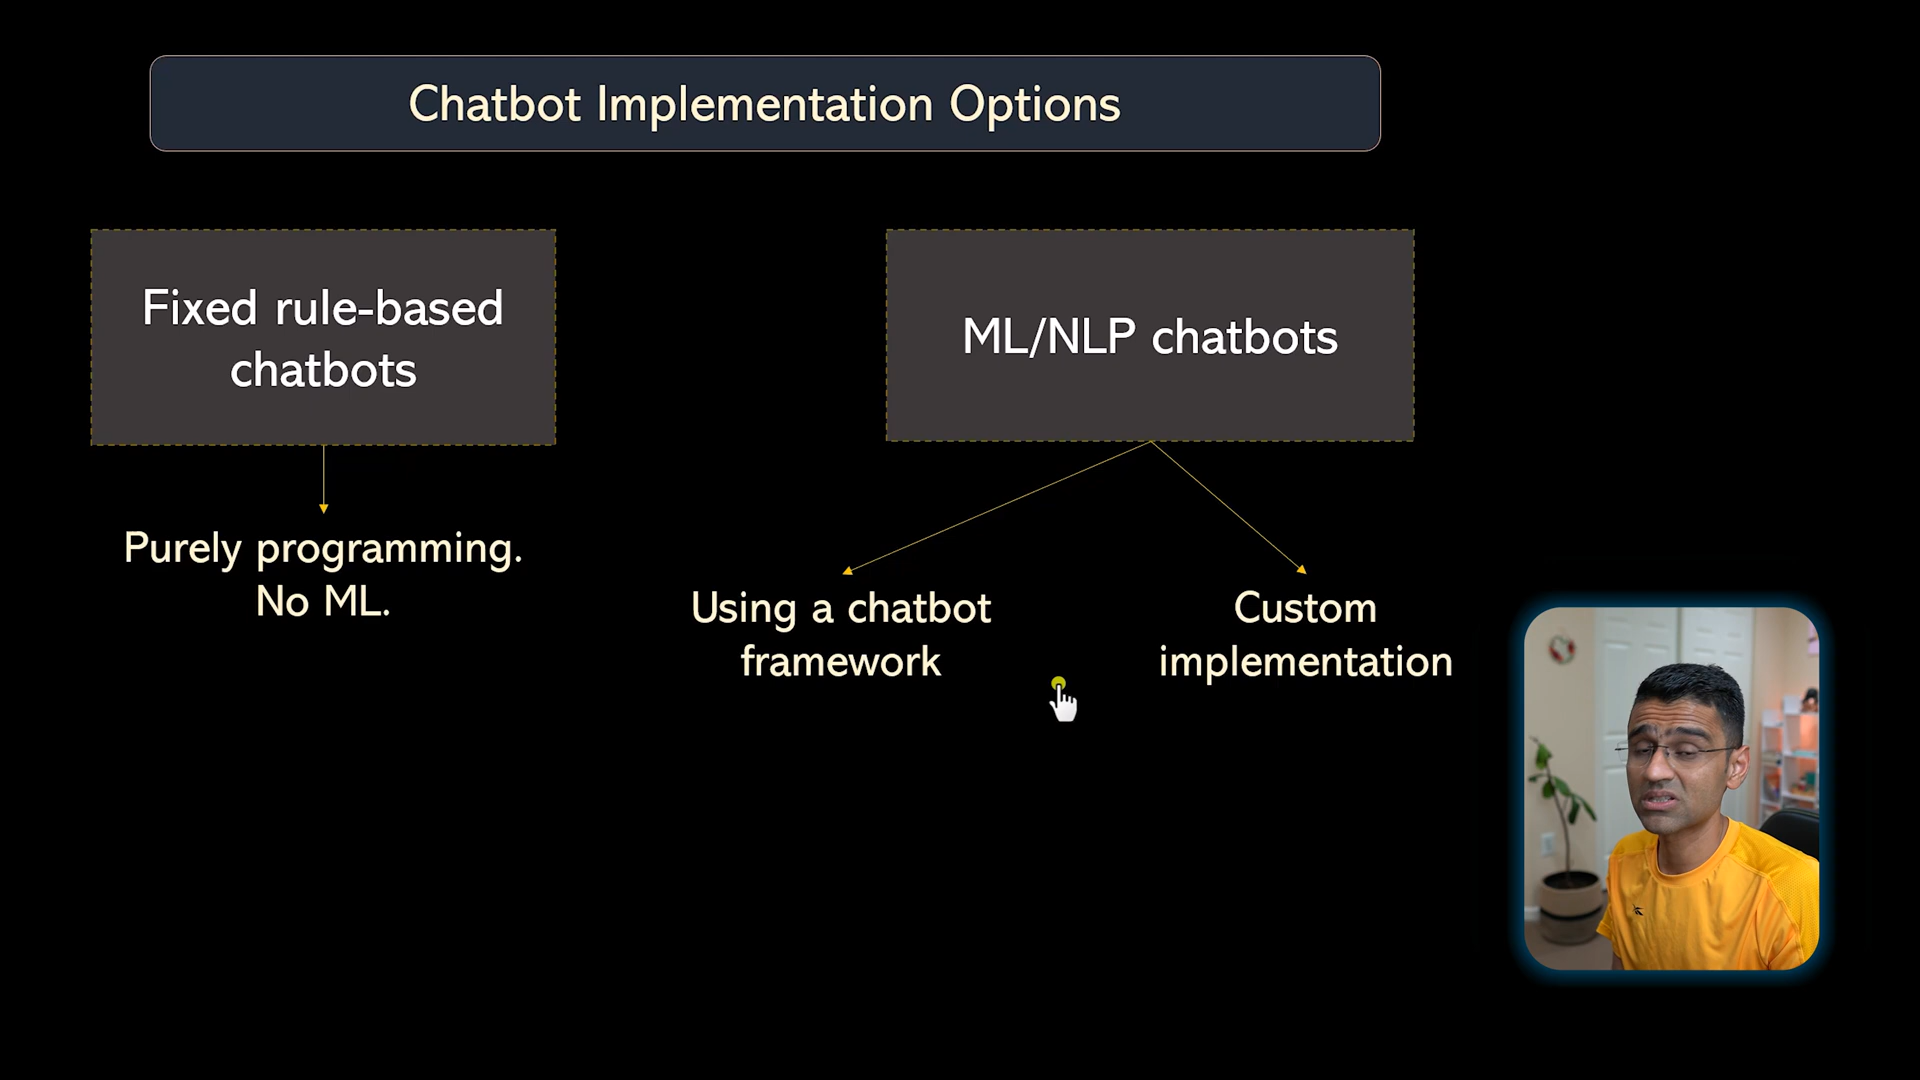 Chatbot Implementation Options
Fixed rule-based
chatbots
ML/NLP chatbots
Purely programming.
No ML.
Using a chatbot
framework
Custom
implementation